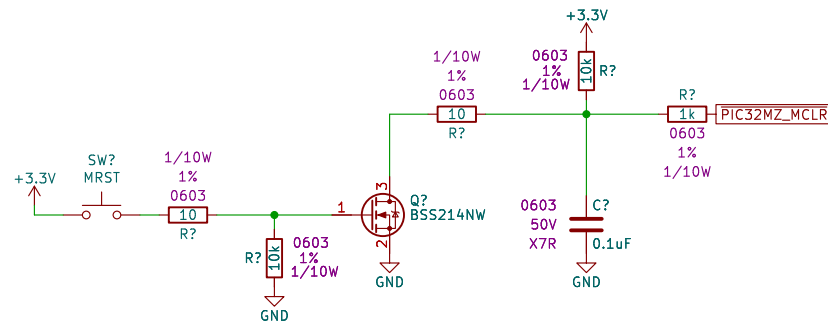 +3.3V
1/10W
1%
0603
10
R?
0603
1%
1/10W
10k
R?
R?
1k
0603
1%
1/10W
PIC32MZ_MCLR
+3.3V
SW?
MRST
1/10W
1%
0603
10
R?
R?
10k
0603
1%
1/10W
GND
1
3
2
Q?
BSS214NW
GND
0603
50V
X7R
C?
0.1uF
GND